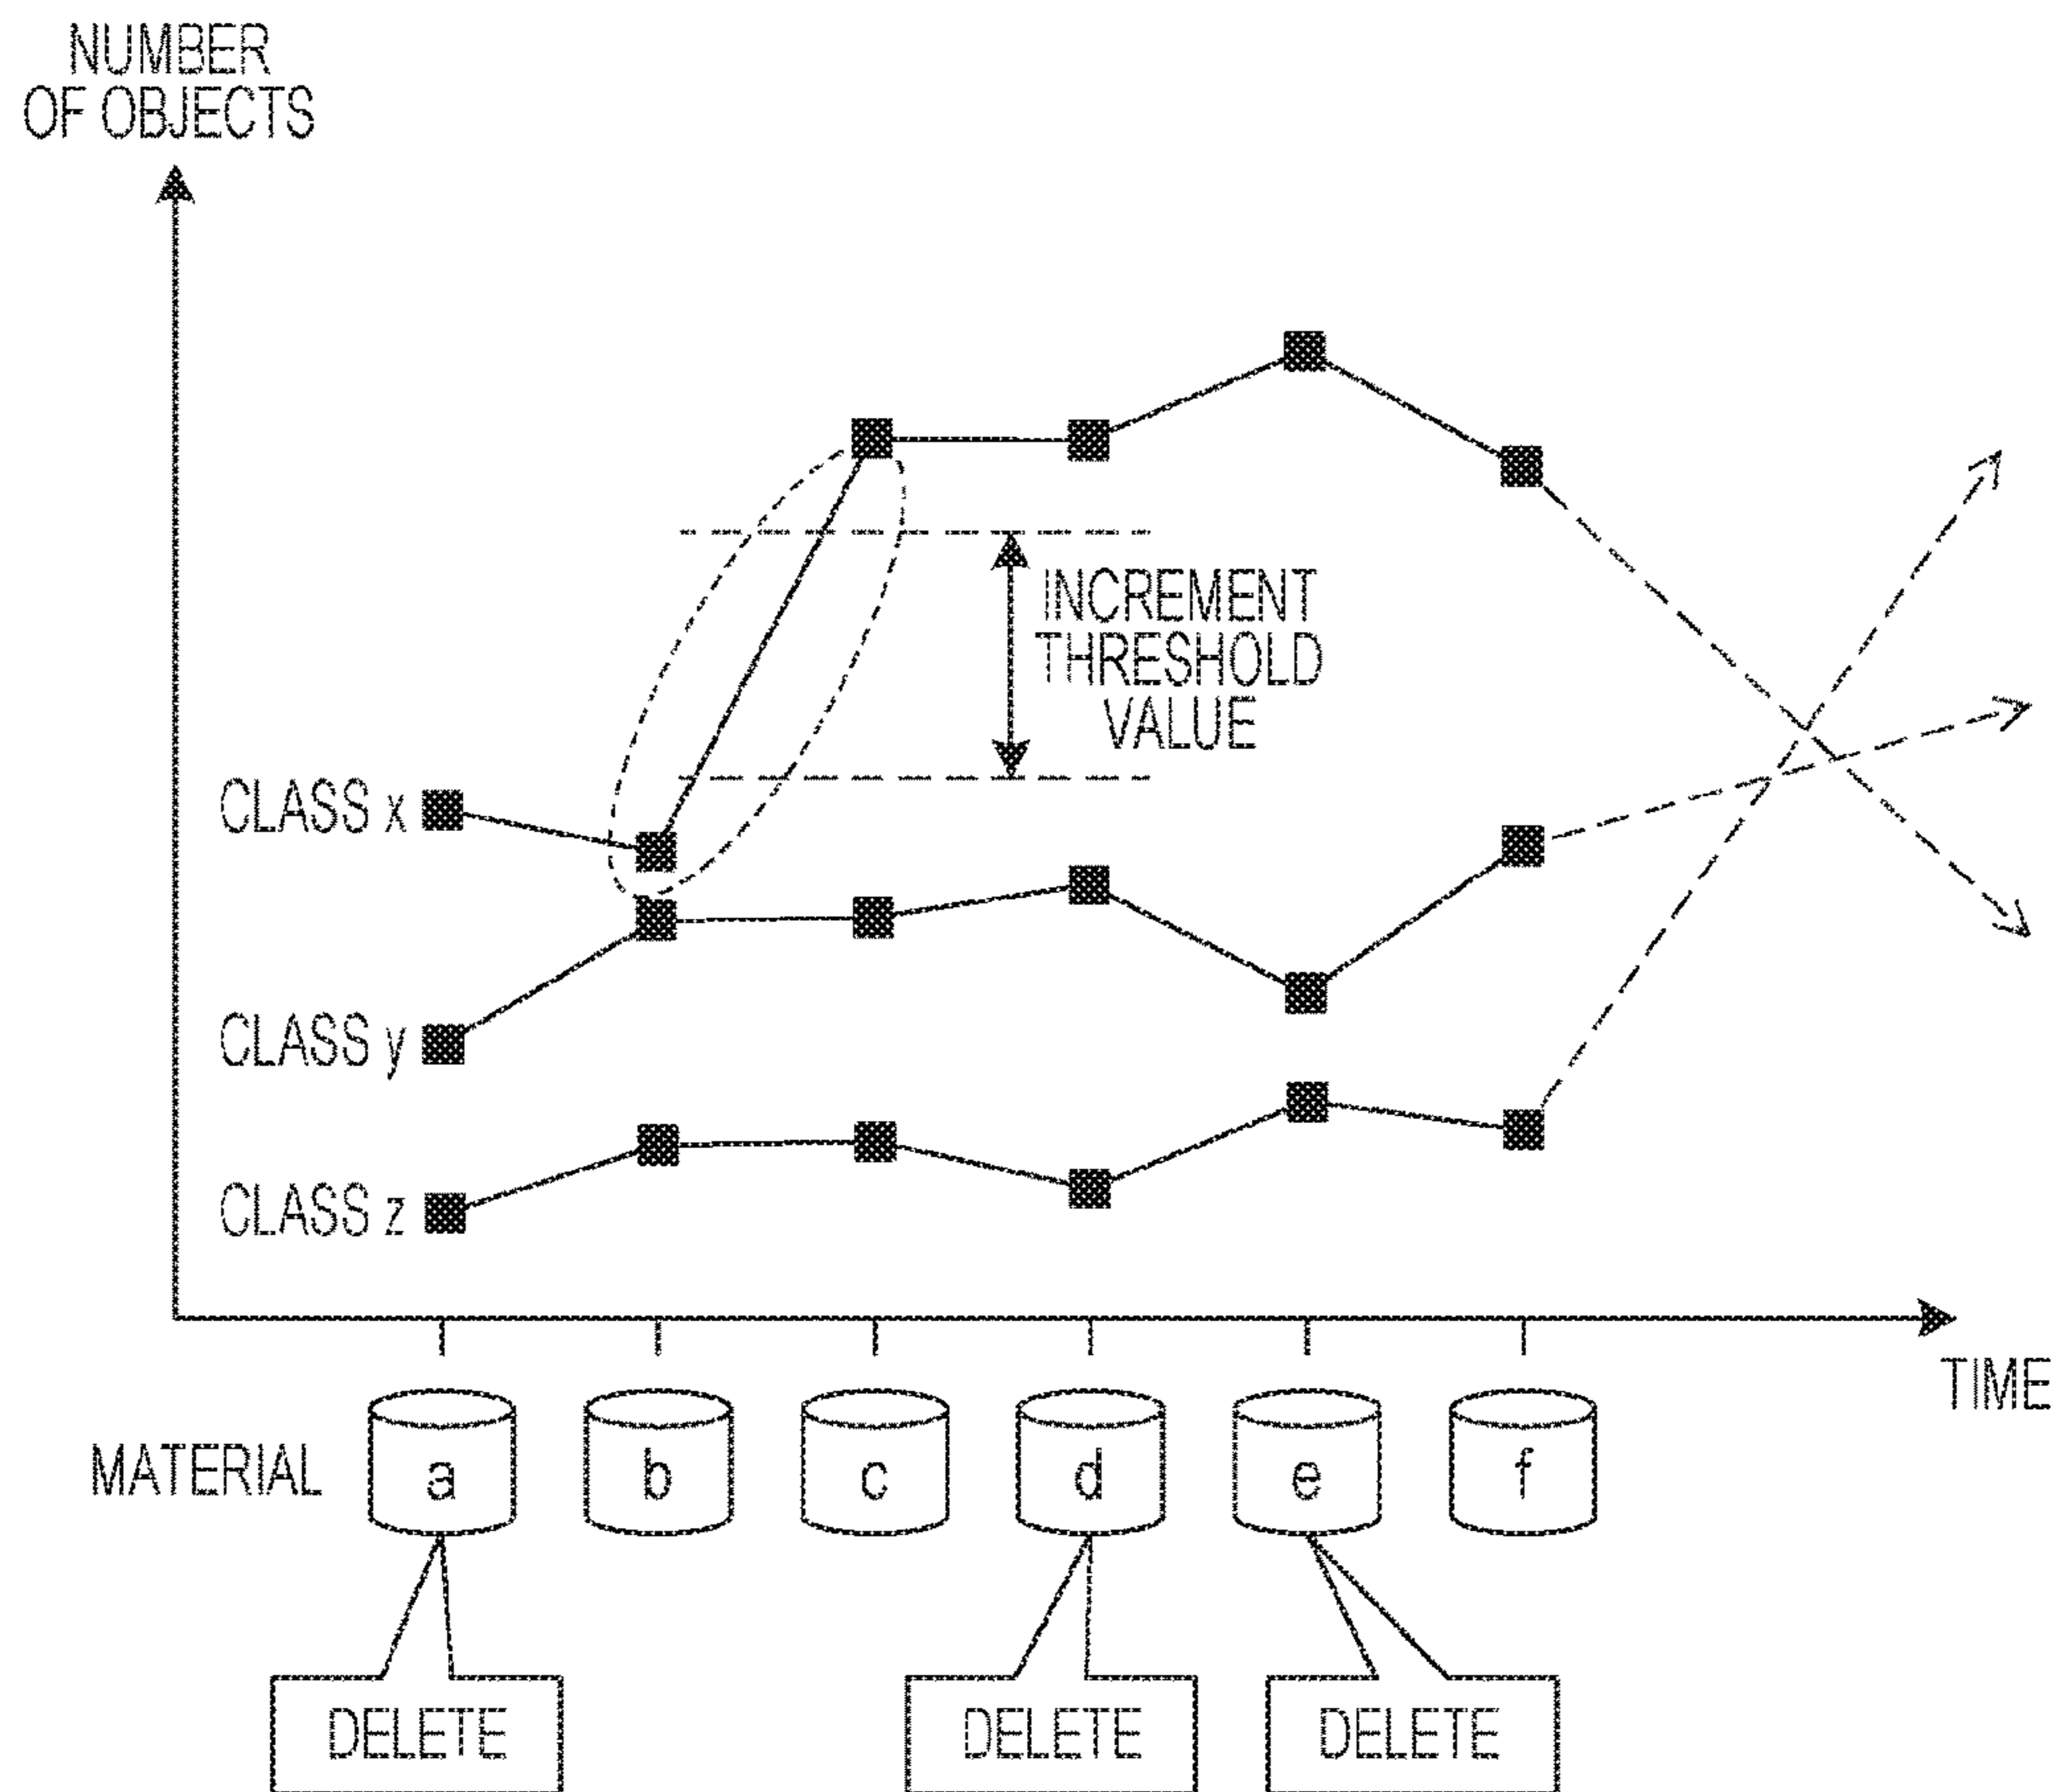 NUMBER
OF OBJECTS
INCREMENT
THRESHOLD
VALUE
CLASS x
CLASS y
CLASS z
TIME
MATERIAL a b c d e f
DELETE DELETE DELETE